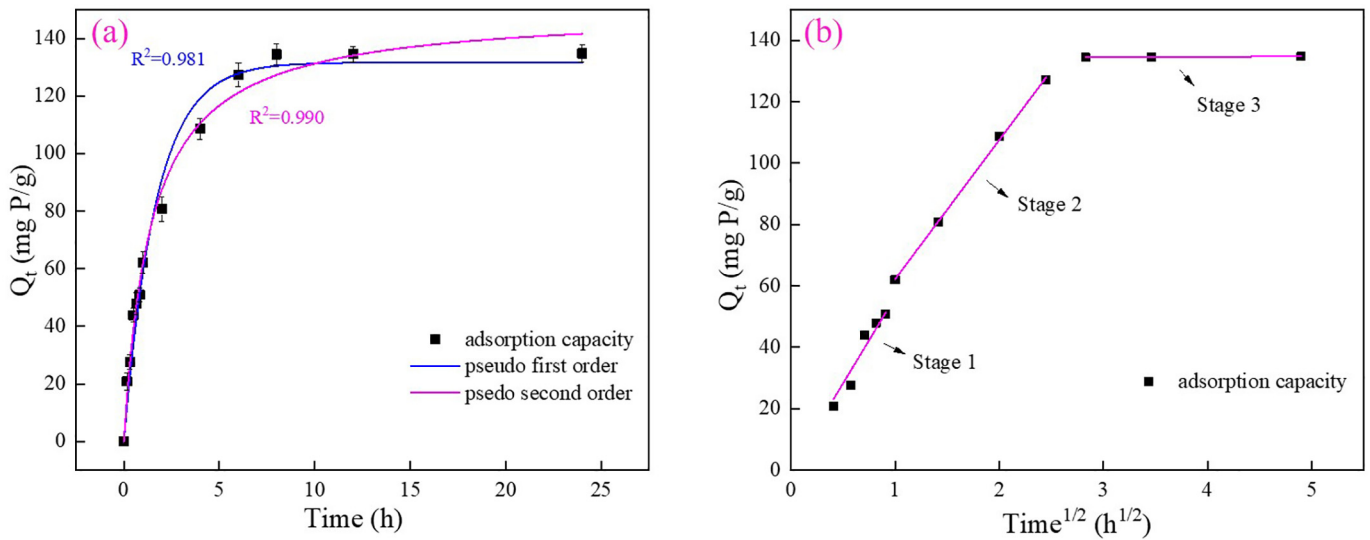 (a)
R²=0.981
R²=0.990
140
120
100
80
60
40
20
0
Qt (mg P/g)
adsorption capacity
pseudo first order
psedo second order
0 5 10 15 20 25
Time (h)
(b)
140
120
100
80
60
40
20
0
Qt (mg P/g)
Stage 3
Stage 2
Stage 1
adsorption capacity
0 1 2 3 4 5
Time¹/² (h¹/²)